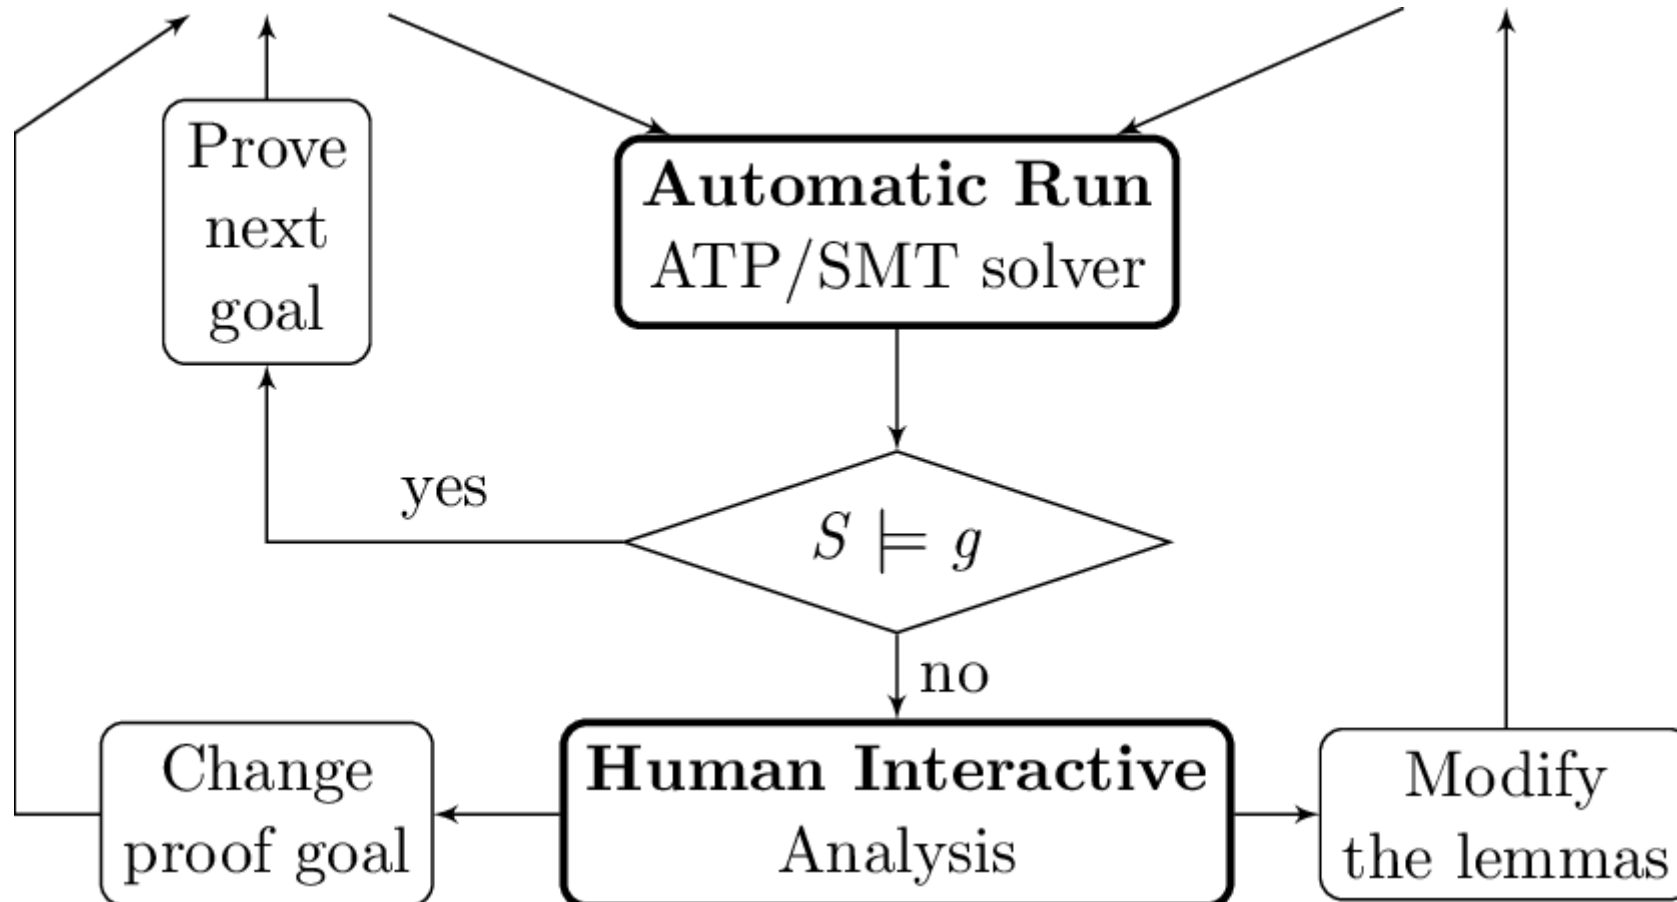 Prove
next
goal
Automatic Run
ATP/SMT solver
yes
S ⊨ g
no
Change
proof goal
Human Interactive
Analysis
Modify
the lemmas